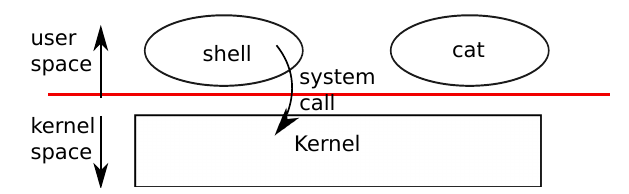 user
space
shell
cat
system
call
kernel
space
Kernel